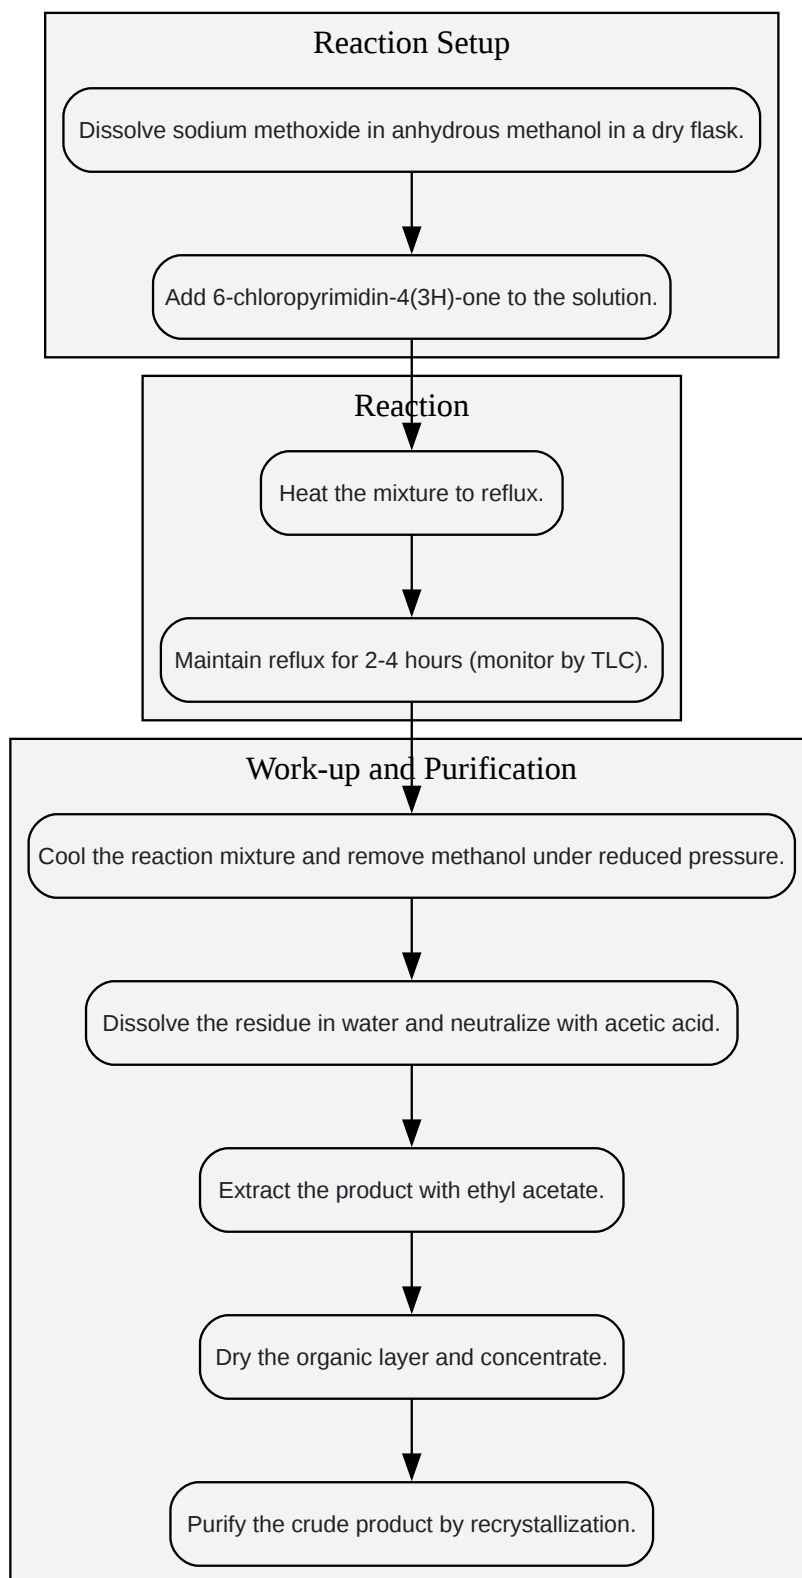 Reaction Setup
Dissolve sodium methoxide in anhydrous methanol in a dry flask.
Add 6-chloropyrimidin-4(3H)-one to the solution.
Reaction
Heat the mixture to reflux.
Maintain reflux for 2-4 hours (monitor by TLC).
Work-up and Purification
Cool the reaction mixture and remove methanol under reduced pressure.
Dissolve the residue in water and neutralize with acetic acid.
Extract the product with ethyl acetate.
Dry the organic layer and concentrate.
Purify the crude product by recrystallization.